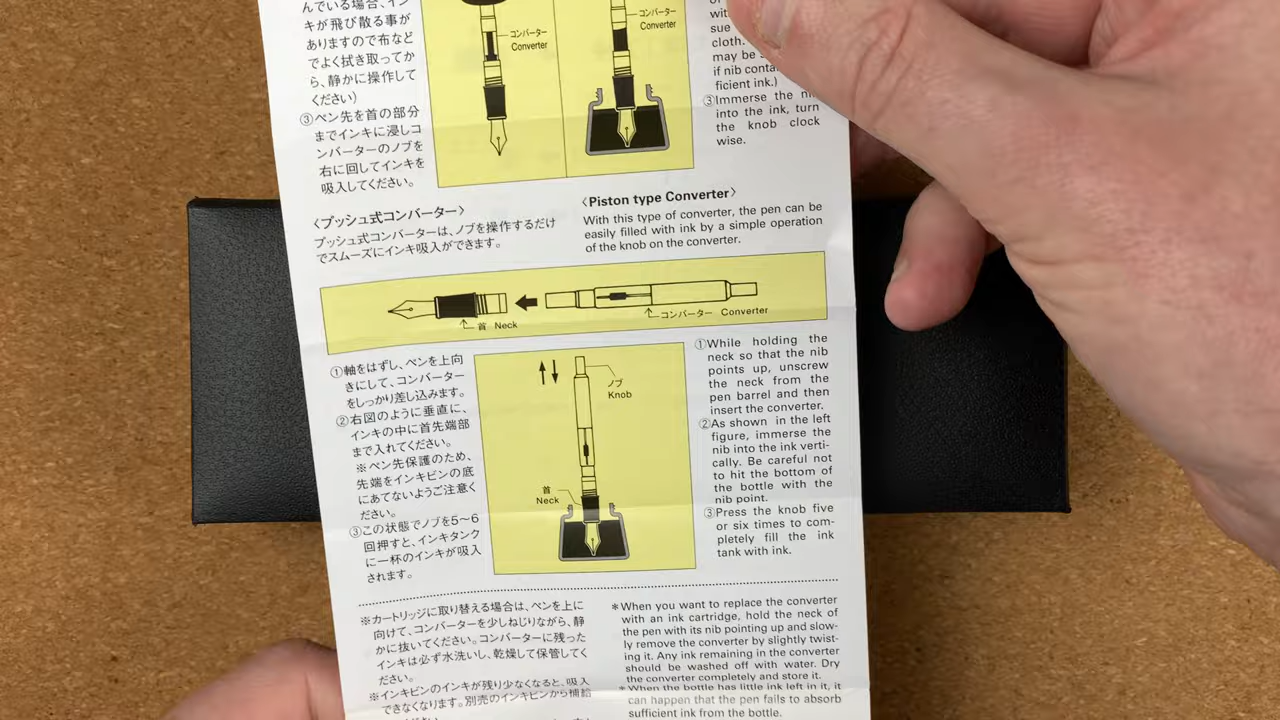 んでいる場合、イン
キが飛び散る事が
ありますので布など
でよく拭き取ってか
ら、静かに操作して
ください)
③ペン先を首の部分
までインキに浸しコ
ンバーターのノブを
右に回してインキを
吸入してください。
コンバーター
Converter
コンバーター
Converter
sue
cloth.
may be
if nib
ficient ink.)
③Immerse the
into the ink, turn
the knob clock
wise.
〈プッシュ式コンバーター〉
プッシュ式コンバーターは、ノブを操作するだけ
でスムーズにインキ吸入ができます。
〈Piston type Converter〉
With this type of converter, the pen can be
easily filled with ink by a simple operation
of the knob on the converter.
首 Neck
コンバーター Converter
①軸をはずし、ペンを上向
きにして、コンバーター
をしっかり差し込みます。
②右図のように垂直に、
インキの中に首先端部
まで入れてください。
※ペン先保護のため、
先端をインキビンの底
にあてないようご注意く
ださい。
③この状態でノブを5~6
回押すと、インキタンク
に一杯のインキが吸入
されます。
ノブ
Knob
首
Neck
①While holding the
neck so that the nib
points up, unscrew
the neck from the
pen barrel and then
insert the converter.
②As shown in the left
figure, immerse the
nib into the ink verti-
cally. Be careful not
to hit the bottom of
the bottle with the
nib point.
③Press the knob five
or six times to com-
pletely fill the ink
tank with ink.
※カートリッジに取り替える場合は、ペンを上に
向けて、コンバーターを少しねじりながら、静
かに抜いてください。コンバーターに残った
インキは必ず水洗いし、乾燥して保管してく
ださい。
※インキビンのインキが残り少なくなると、吸入
できなくなります。別売のインキビンから補給
＊When you want to replace the converter
with an ink cartridge, hold the neck of
the pen with its nib pointing up and slow-
ly remove the converter by slightly twist-
ing it. Any ink remaining in the converter
should be washed off with water. Dry
the converter completely and store it.
＊When the bottle has little ink left in it, it
can happen that the pen fails to absorb
sufficient ink from the bottle.